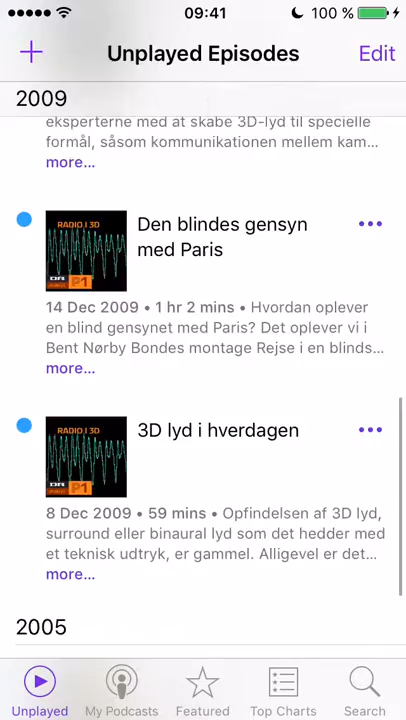 09:41
100 %
Unplayed Episodes
Edit
2009
eksperterne med at skabe 3D-lyd til specielle
formål, såsom kommunikationen mellem kam...
more...
RADIO I 3D
DR
P1
Den blindes gensyn
med Paris
14 Dec 2009 • 1 hr 2 mins • Hvordan oplever
en blind gensynet med Paris? Det oplever vi i
Bent Nørby Bondes montage Rejse i en blinds...
more...
RADIO I 3D
DR
P1
3D lyd i hverdagen
8 Dec 2009 • 59 mins • Opfindelsen af 3D lyd,
surround eller binaural lyd som det hedder med
et teknisk udtryk, er gammel. Alligevel er det...
more...
2005
Unplayed
My Podcasts
Featured
Top Charts
Search